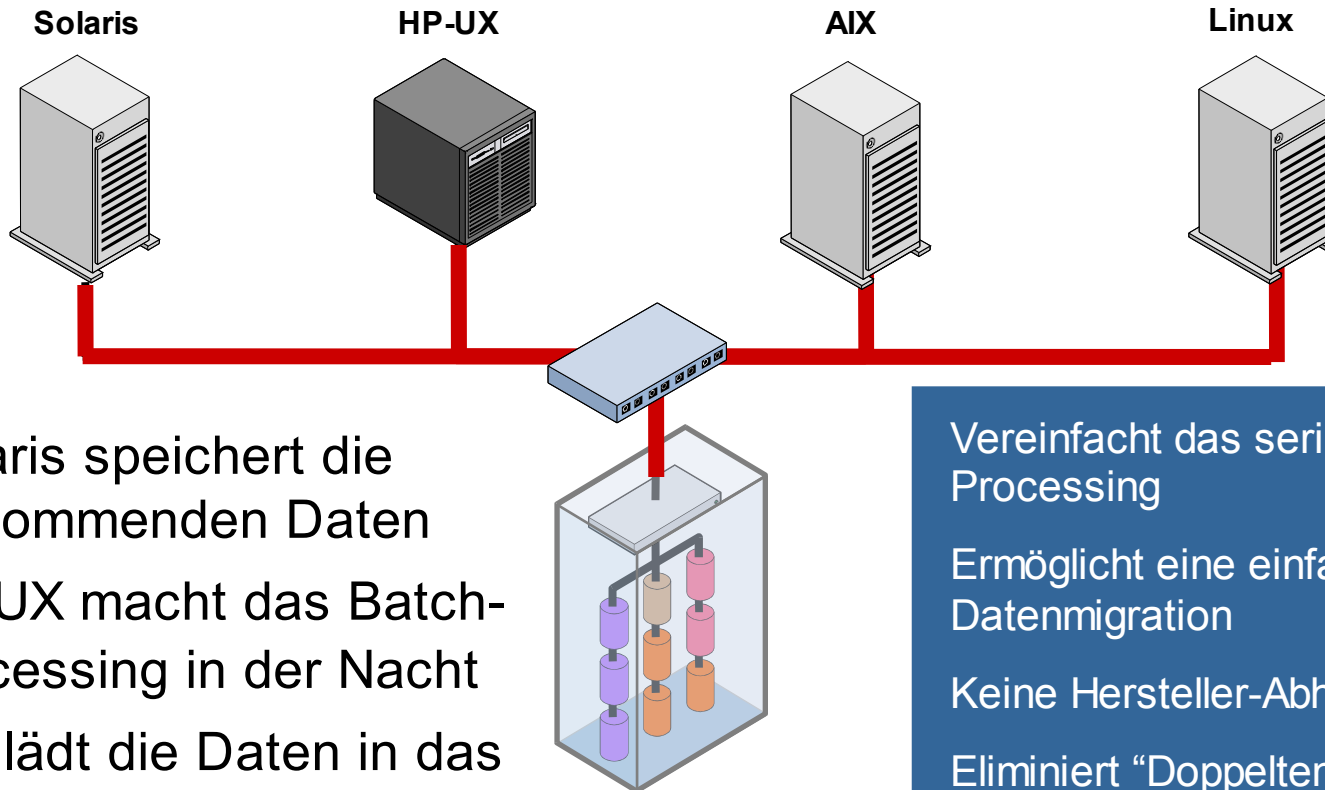 Solaris HP-UX AIX Linux
aris speichert die
ommenden Daten
UX macht das Batch-
cessing in der Nacht
lädt die Daten in das
Vereinfacht das seri
Processing
Ermöglicht eine einfa
Datenmigration
Keine Hersteller-Abh
Eliminiert “Doppelter